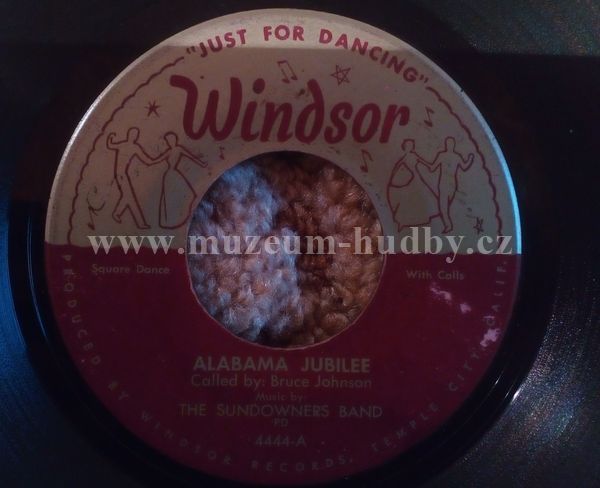 "JUST FOR DANCING"
Windsor
www.muzeum-hudby.cz
Square Dance
With Calls
ALABAMA JUBILEE
Called by: Bruce Johnson
Music by:
THE SUNDOWNERS BAND
PD
4444-A
PRODUCED BY WINDSOR RECORDS, TEMPLE CITY, CALIF.